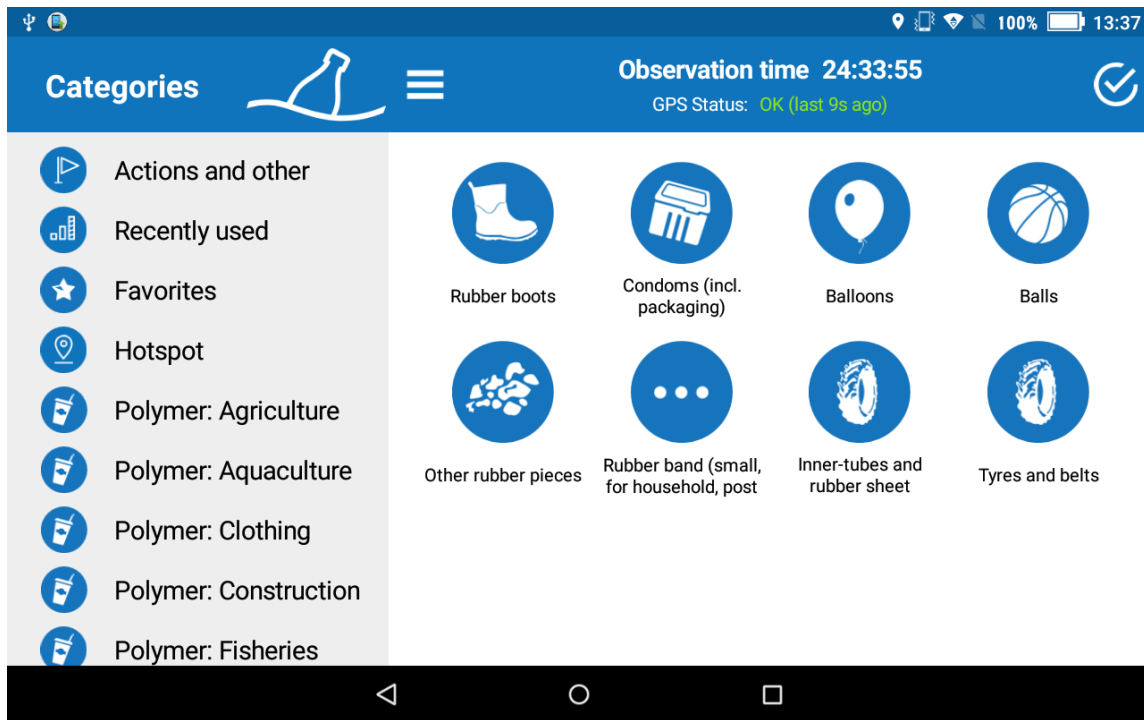 100% 13:37
Categories
Observation time 24:33:55
GPS Status: OK (last 9s ago)
Actions and other
Recently used
Favorites
Hotspot
Polymer: Agriculture
Polymer: Aquaculture
Polymer: Clothing
Polymer: Construction
Polymer: Fisheries
Rubber boots
Condoms (incl.
packaging)
Balloons
Balls
Other rubber pieces
Rubber band (small,
for household, post
Inner-tubes and
rubber sheet
Tyres and belts